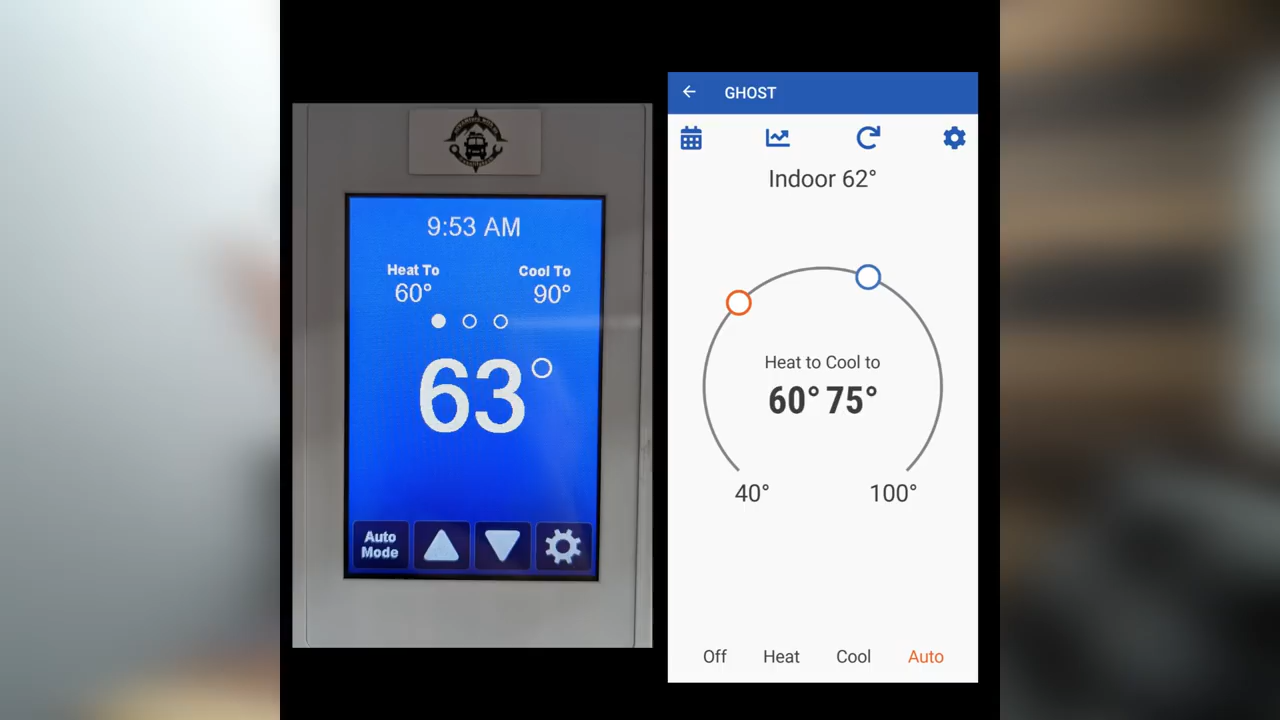 9:53 AM
Heat To
Cool To
60°
90°
63°
Auto
Mode
GHOST
Indoor 62°
Heat to Cool to
60° 75°
40°
100°
Off
Heat
Cool
Auto